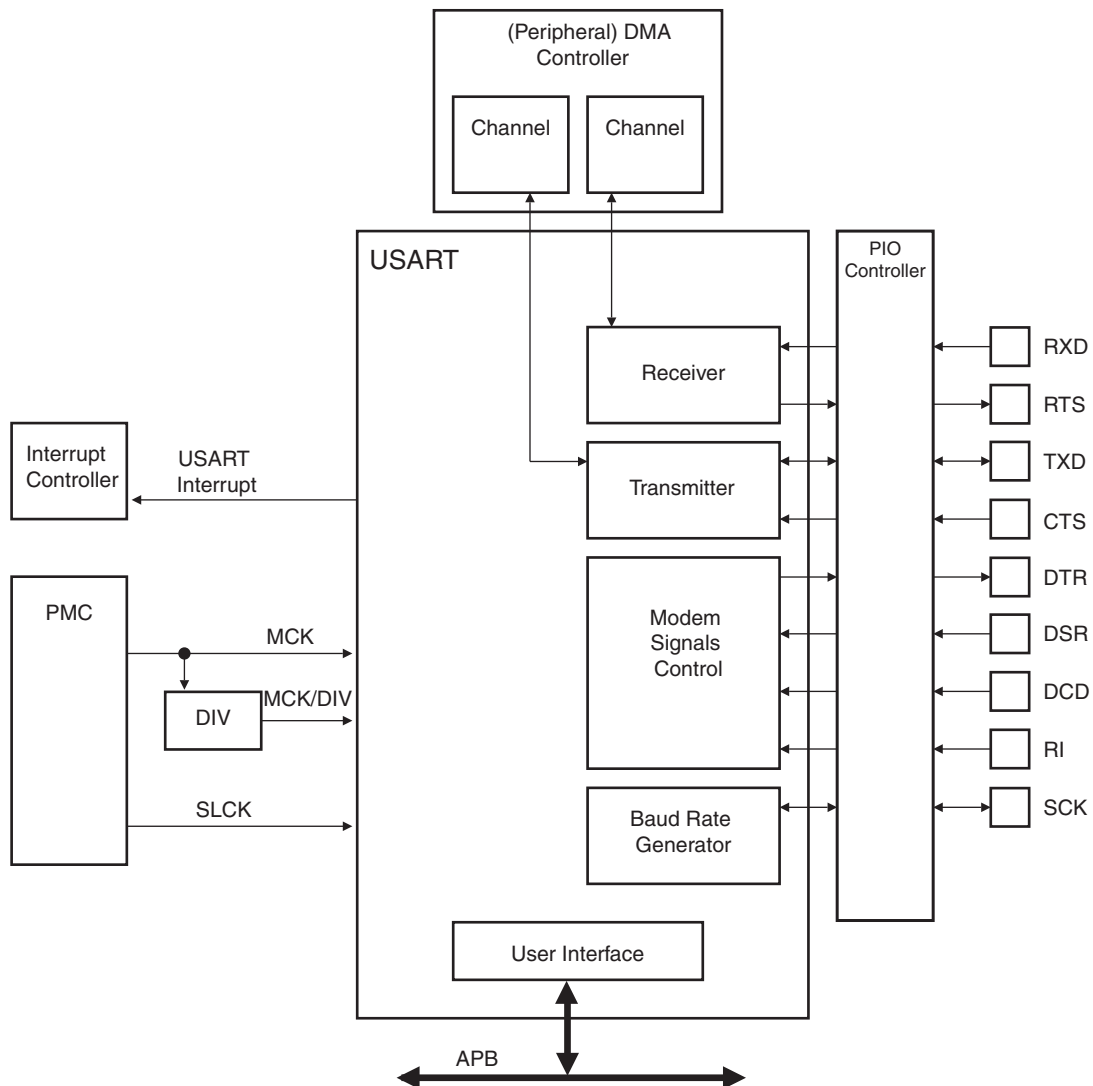 (Peripheral) DMA
Controller
Channel
Channel
USART
PIO
Controller
Receiver
RXD
RTS
Interrupt
Controller
USART
Interrupt
Transmitter
TXD
CTS
PMC
MCK
DIV
MCK/DIV
SLCK
Modem
Signals
Control
DTR
DSR
DCD
RI
Baud Rate
Generator
SCK
User Interface
APB